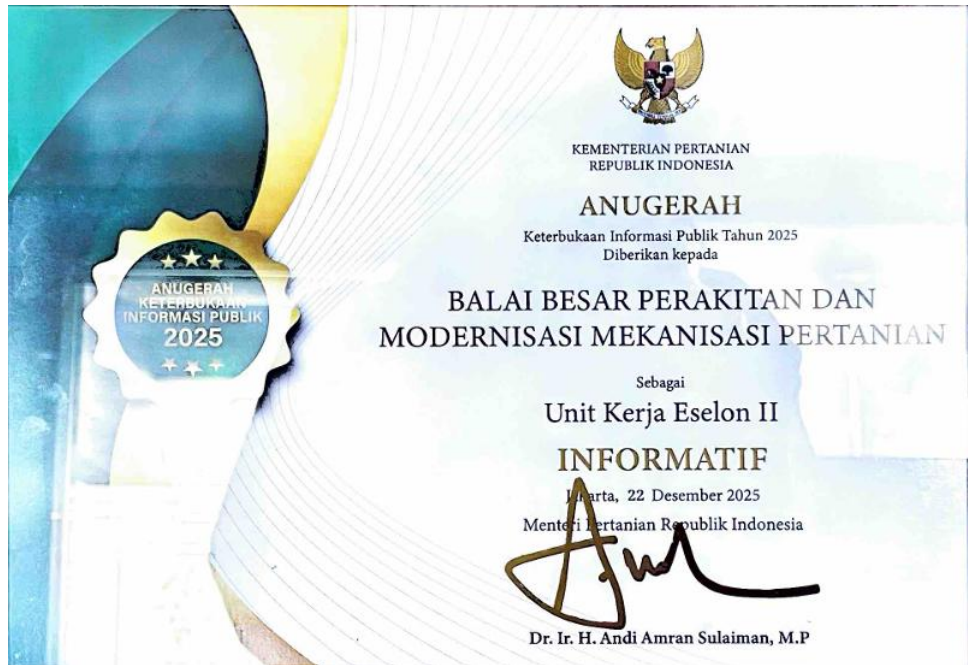 KEMENTERIAN PERTANIAN
REPUBLIK INDONESIA
ANUGERAH
Keterbukaan Informasi Publik Tahun 2025
Diberikan kepada
BALAI BESAR PERAKITAN DAN
MODERNISASI MEKANISASI PERTANIAN
Sebagai
Unit Kerja Eselon II
INFORMATIF
Jakarta, 22 Desember 2025
Menteri Pertanian Republik Indonesia
Dr. Ir. H. Andi Amran Sulaiman, M.P
ANUGERAH
KETERBUKAAN
INFORMASI PUBLIK
2025